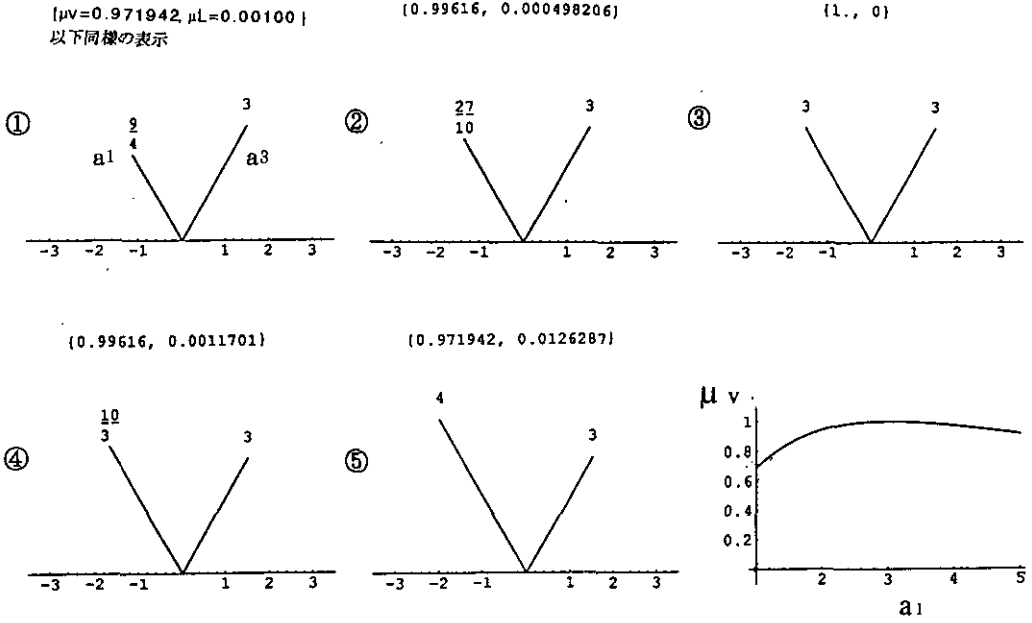 {μv=0.971942, μL=0.00100}
以下同様の表示
{0.99616, 0.000498206}
{1., 0}
①
9
4
a1
3
a3
-3 -2 -1 1 2 3
②
27
10
3
-3 -2 -1 1 2 3
③
3
3
-3 -2 -1 1 2 3
{0.99616, 0.0011701}
{0.971942, 0.0126287}
④
10
3
3
-3 -2 -1 1 2 3
⑤
4
3
-3 -2 -1 1 2 3
μv
1
0.8
0.6
0.4
0.2
2 3 4 5
a1